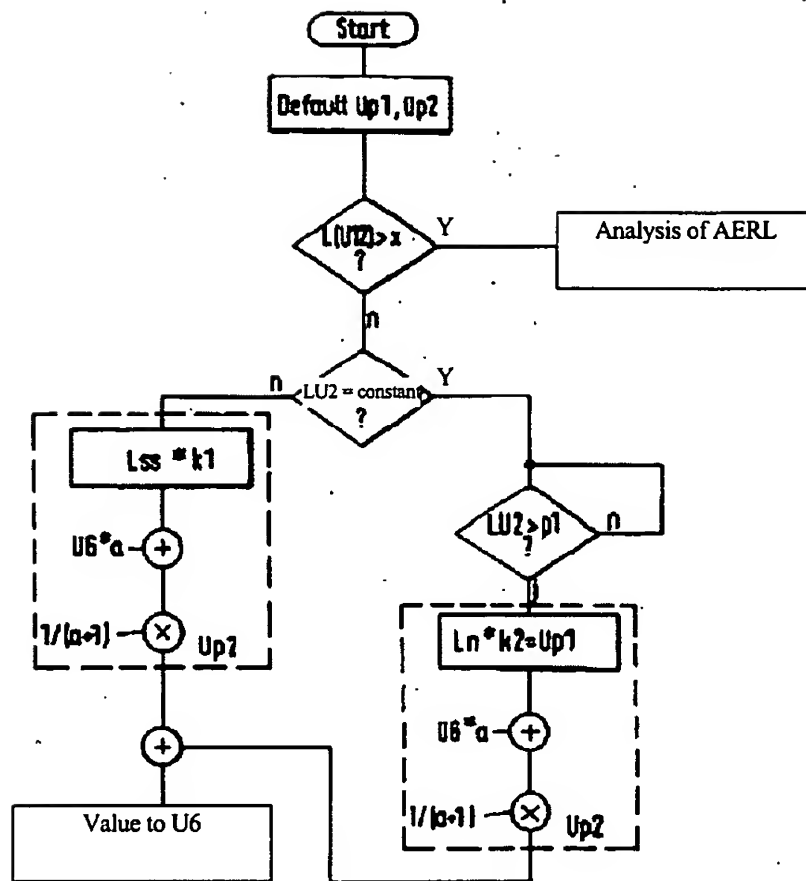 Start
Default Up1, Up2
L(U12)>x
?
Y
Analysis of AERL
n
n
LU2 = constant
?
Y
Lss * k1
U6*a
+
1/(a+1)
×
Up2
LU2>p1
?
n
Ln*k2=Up1
U6*a
+
1/(a+1)
×
Up2
+
Value to U6